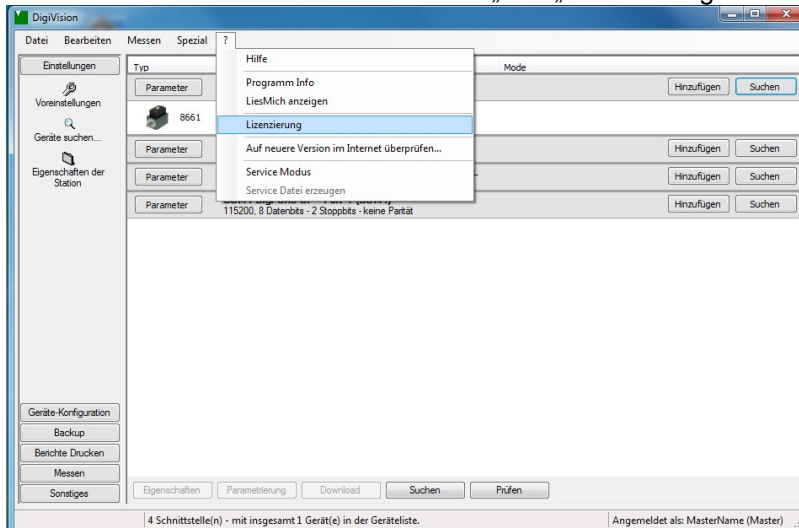 DigiVision
Datei Bearbeiten Messen Spezial ?
Einstellungen
Voreinstellungen
Geräte suchen...
Eigenschaften der
Station
Geräte-Konfiguration
Backup
Berichte Drucken
Messen
Sonstiges
Hilfe
Programm Info
LiesMich anzeigen
Lizenzierung
Auf neuere Version im Internet überprüfen...
Service Modus
Service Datei erzeugen
Typ Mode
Parameter Hinzufügen Suchen
8661
Parameter Hinzufügen Suchen
Parameter Hinzufügen Suchen
Parameter Hinzufügen Suchen
115200, 8 Datenbits - 2 Stoppbits - keine Parität
Eigenschaften Parametrierung Download Suchen Prüfen
4 Schnittstelle(n) - mit insgesamt 1 Gerät(e) in der Geräteliste. Angemeldet als: MasterName (Master)